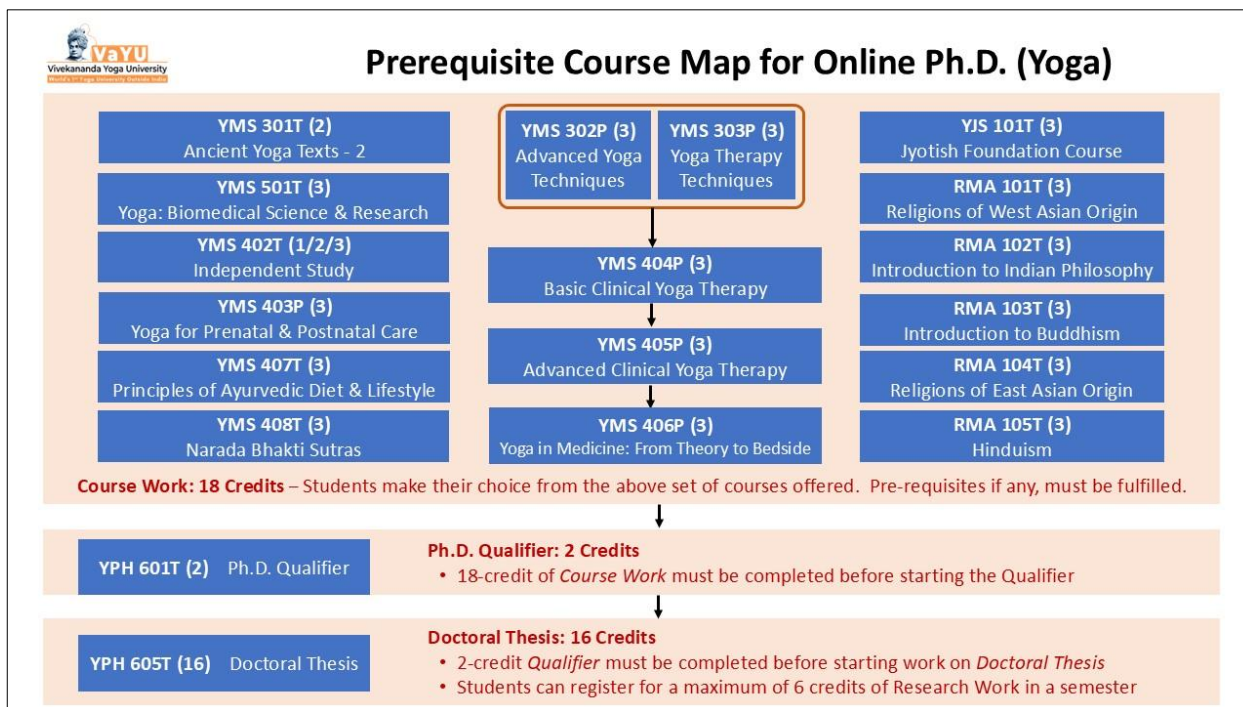 VaYU
Vivekananda Yoga University
World's 1st Yoga University Outside India
Prerequisite Course Map for Online Ph.D. (Yoga)
YMS 301T (2)
Ancient Yoga Texts - 2
YMS 501T (3)
Yoga: Biomedical Science & Research
YMS 402T (1/2/3)
Independent Study
YMS 403P (3)
Yoga for Prenatal & Postnatal Care
YMS 407T (3)
Principles of Ayurvedic Diet & Lifestyle
YMS 408T (3)
Narada Bhakti Sutras
YMS 302P (3)
Advanced Yoga
Techniques
YMS 303P (3)
Yoga Therapy
Techniques
YMS 404P (3)
Basic Clinical Yoga Therapy
YMS 405P (3)
Advanced Clinical Yoga Therapy
YMS 406P (3)
Yoga in Medicine: From Theory to Bedside
YJS 101T (3)
Jyotish Foundation Course
RMA 101T (3)
Religions of West Asian Origin
RMA 102T (3)
Introduction to Indian Philosophy
RMA 103T (3)
Introduction to Buddhism
RMA 104T (3)
Religions of East Asian Origin
RMA 105T (3)
Hinduism
Course Work: 18 Credits – Students make their choice from the above set of courses offered. Pre-requisites if any, must be fulfilled.
YPH 601T (2) Ph.D. Qualifier
Ph.D. Qualifier: 2 Credits
• 18-credit of Course Work must be completed before starting the Qualifier
YPH 605T (16) Doctoral Thesis
Doctoral Thesis: 16 Credits
• 2-credit Qualifier must be completed before starting work on Doctoral Thesis
• Students can register for a maximum of 6 credits of Research Work in a semester